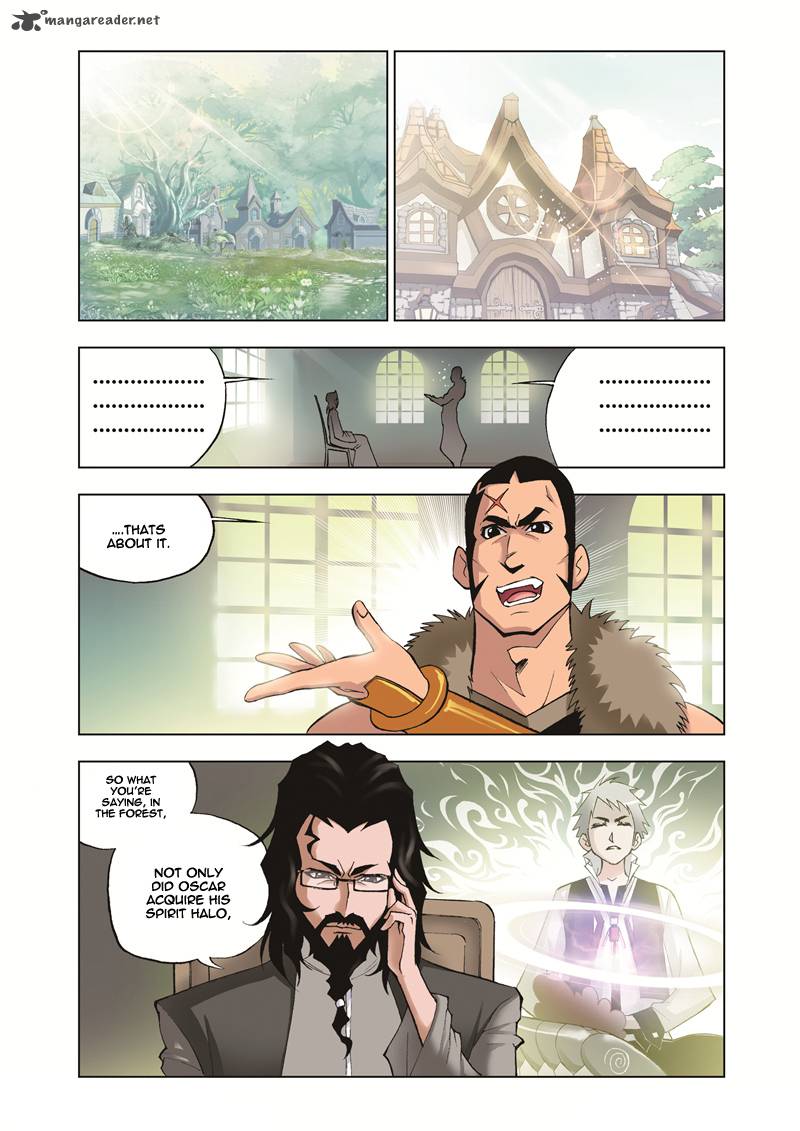 mangareader.net
....................
....................
....................
....................
....................
....................
....THATS
ABOUT IT.
SO WHAT
YOU'RE
SAYING, IN
THE FOREST,
NOT ONLY
DID OSCAR
ACQUIRE HIS
SPIRIT HALO,